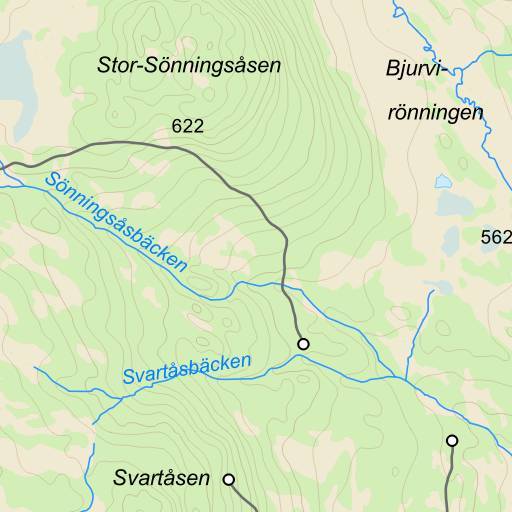 Stor-Sönningsåsen
Bjurvi-
rönningen
622
Sönningsåsbäcken
562
Svartåsbäcken
Svartåsen